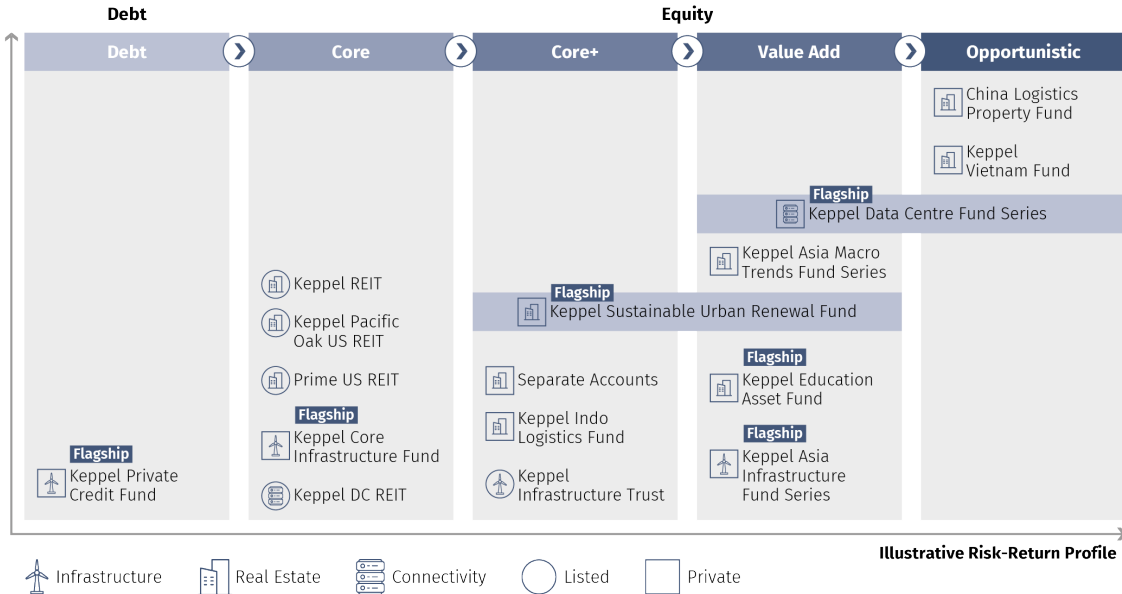 Debt
Equity
Debt
Core
Core+
Value Add
Opportunistic
China Logistics
Property Fund
Keppel
Vietnam Fund
Flagship
Keppel Data Centre Fund Series
Keppel Asia Macro
Trends Fund Series
Keppel REIT
Flagship
Keppel Sustainable Urban Renewal Fund
Keppel Pacific
Oak US REIT
Flagship
Keppel Education
Asset Fund
Prime US REIT
Separate Accounts
Flagship
Keppel Core
Infrastructure Fund
Keppel Indo
Logistics Fund
Flagship
Keppel Asia
Infrastructure
Fund Series
Flagship
Keppel Private
Credit Fund
Keppel DC REIT
Keppel
Infrastructure Trust
Illustrative Risk-Return Profile
Infrastructure
Real Estate
Connectivity
Listed
Private